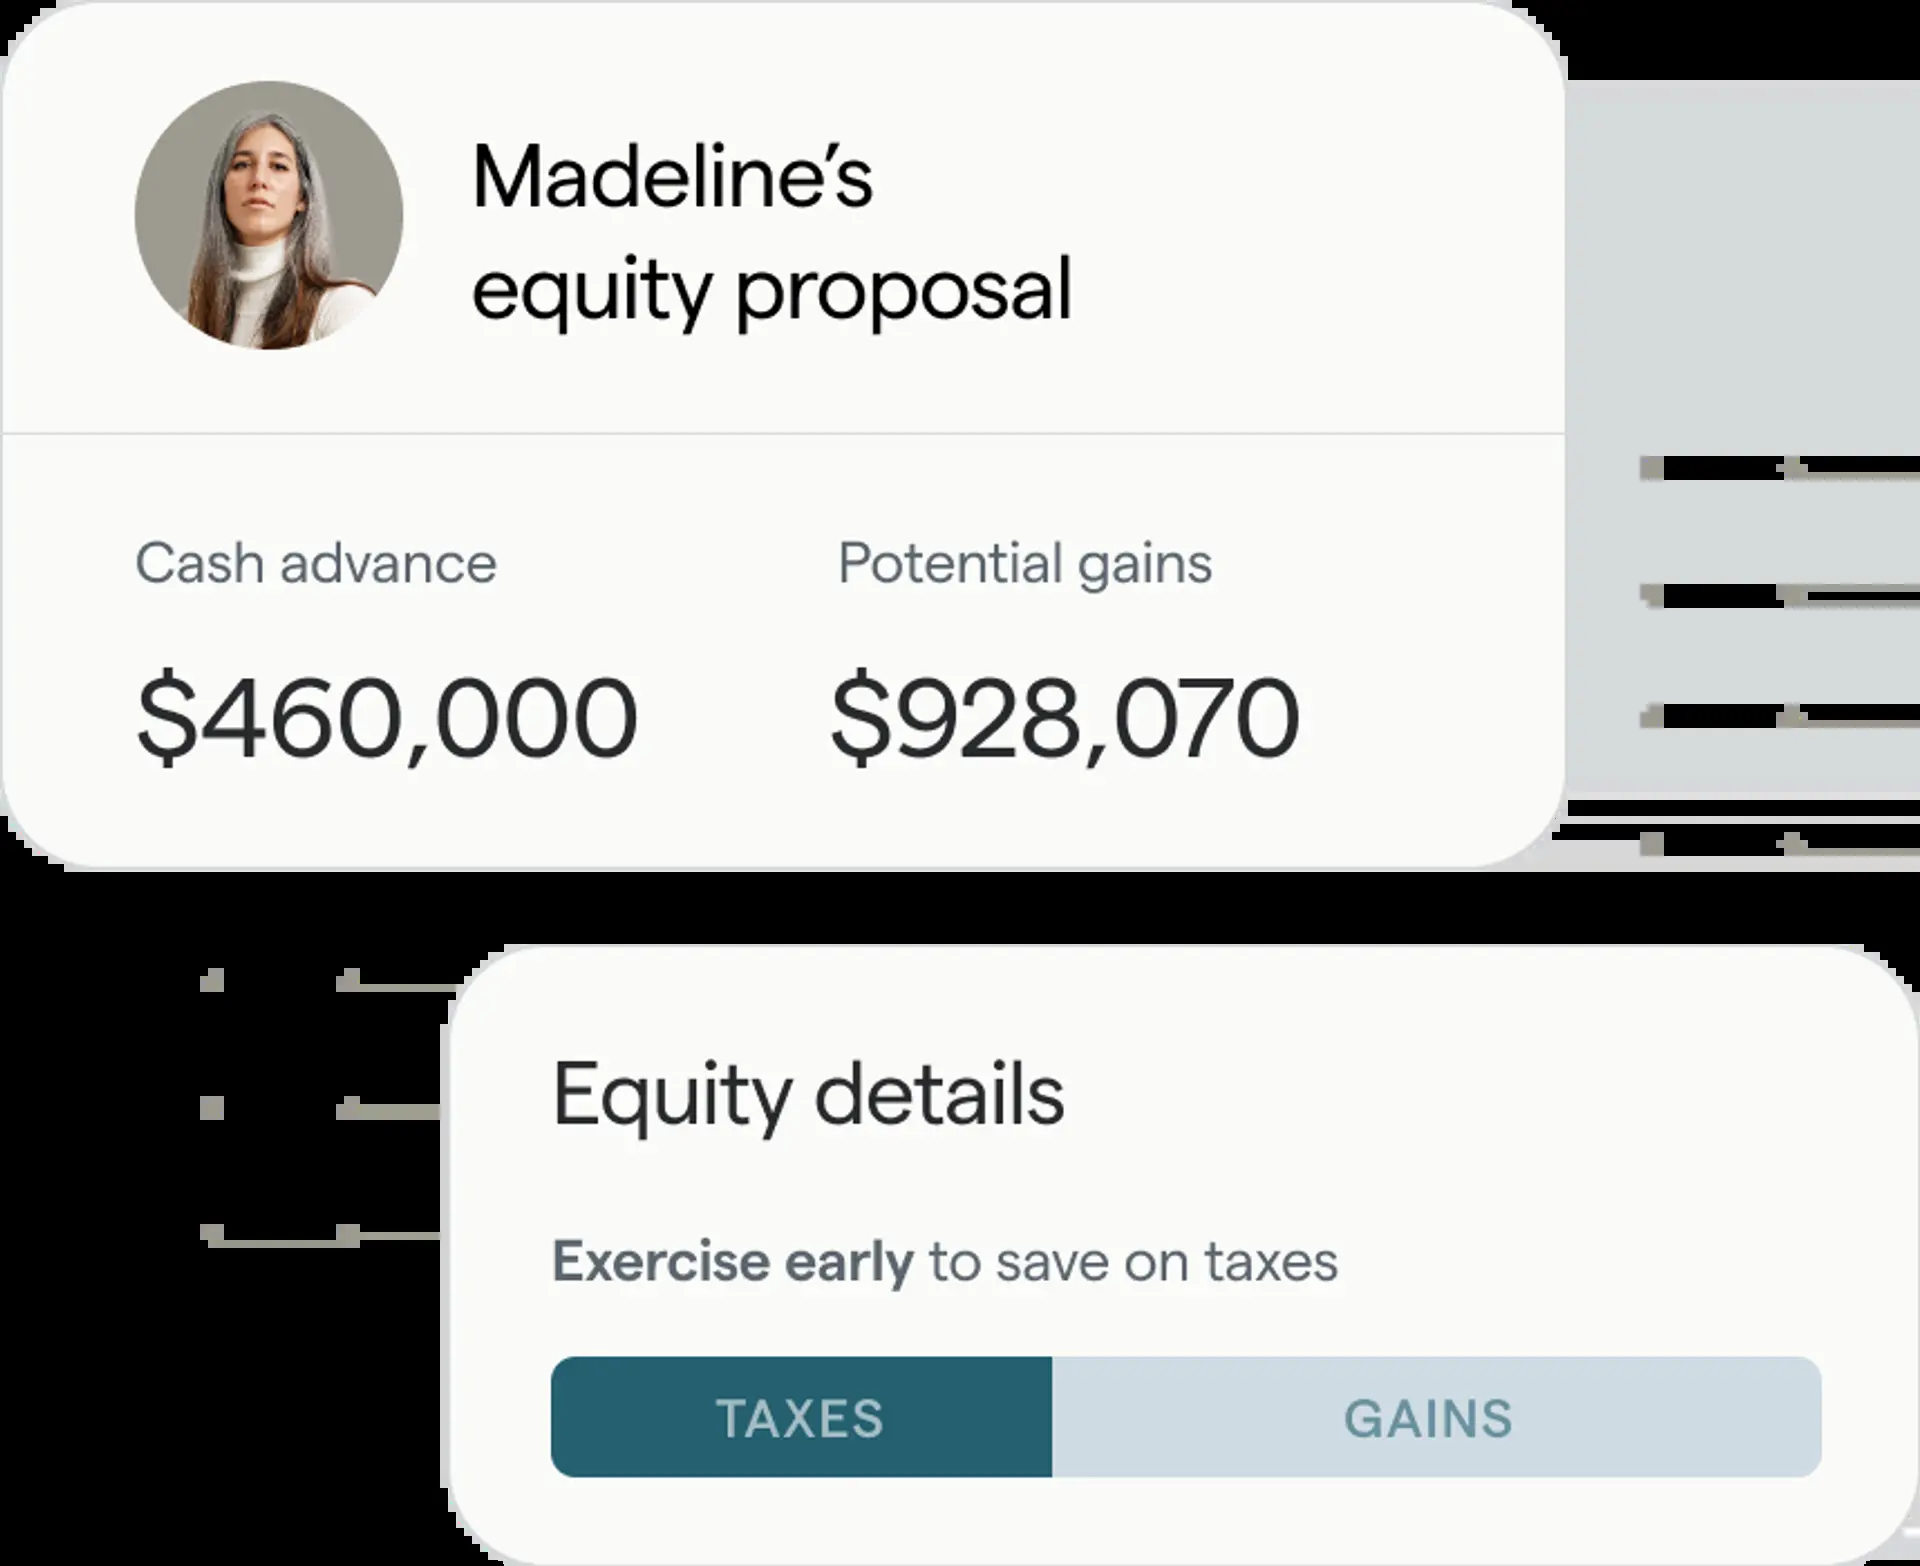 Madeline’s
equity proposal
Cash advance
Potential gains
$460,000
$928,070
Equity details
Exercise early to save on taxes
TAXES
GAINS